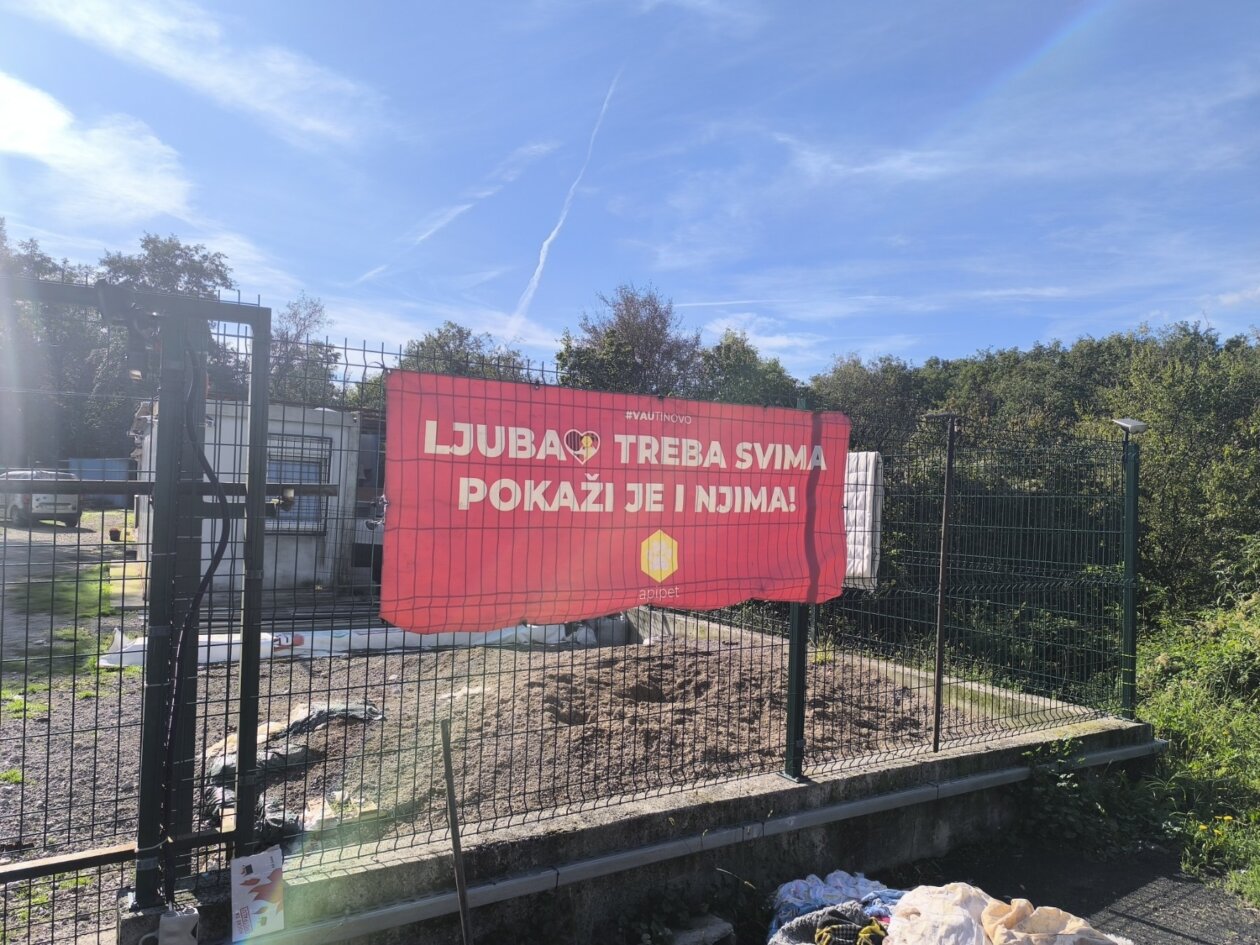 #VAUTINOVO
LJUBA TREBA SVIMA
POKAŽI JE I NJIMA!
apipet